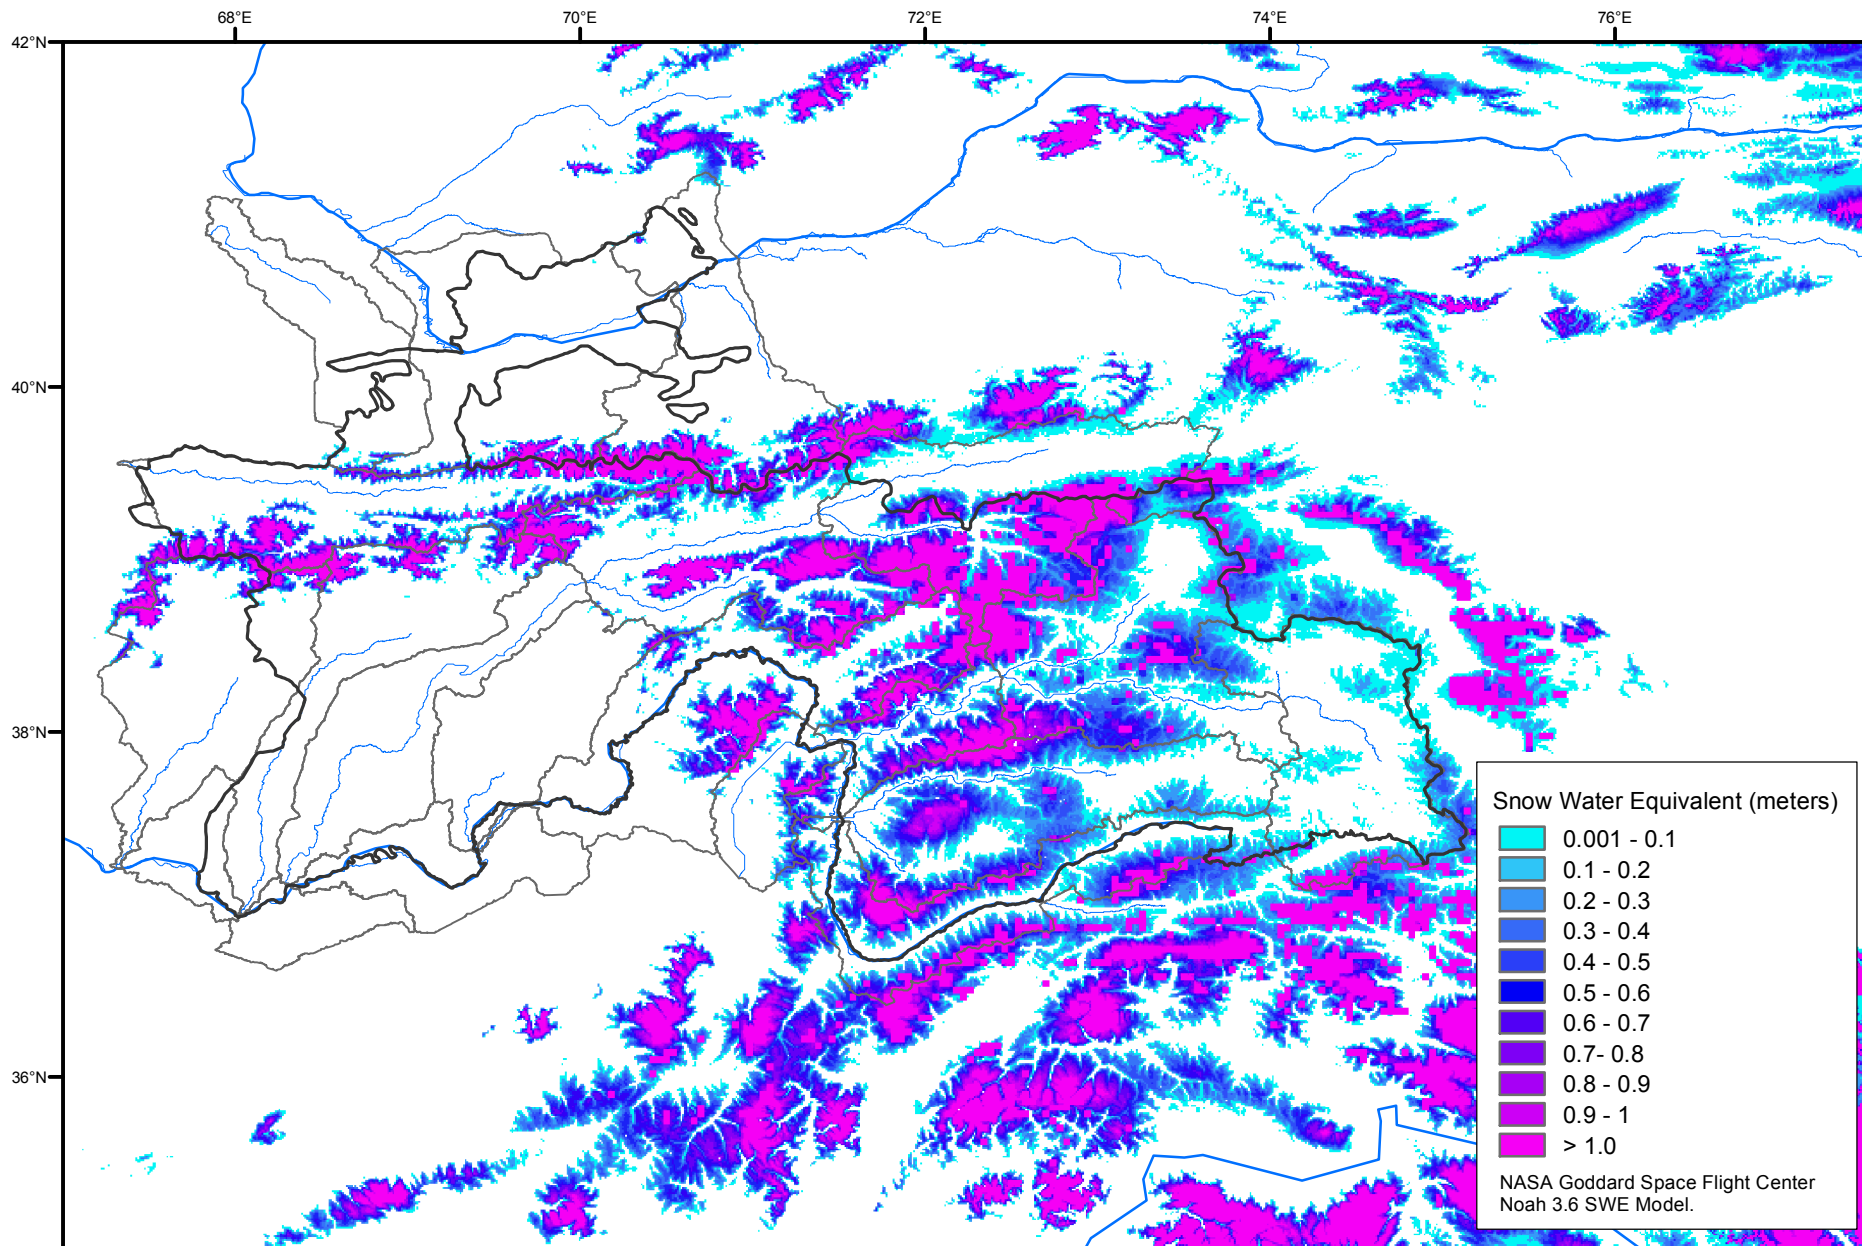 68°E 70°E 72°E 74°E 76°E
42°N
40°N
38°N
36°N
Snow Water Equivalent (meters)
0.001 - 0.1
0.1 - 0.2
0.2 - 0.3
0.3 - 0.4
0.4 - 0.5
0.5 - 0.6
0.6 - 0.7
0.7- 0.8
0.8 - 0.9
0.9 - 1
> 1.0
NASA Goddard Space Flight Center
Noah 3.6 SWE Model.